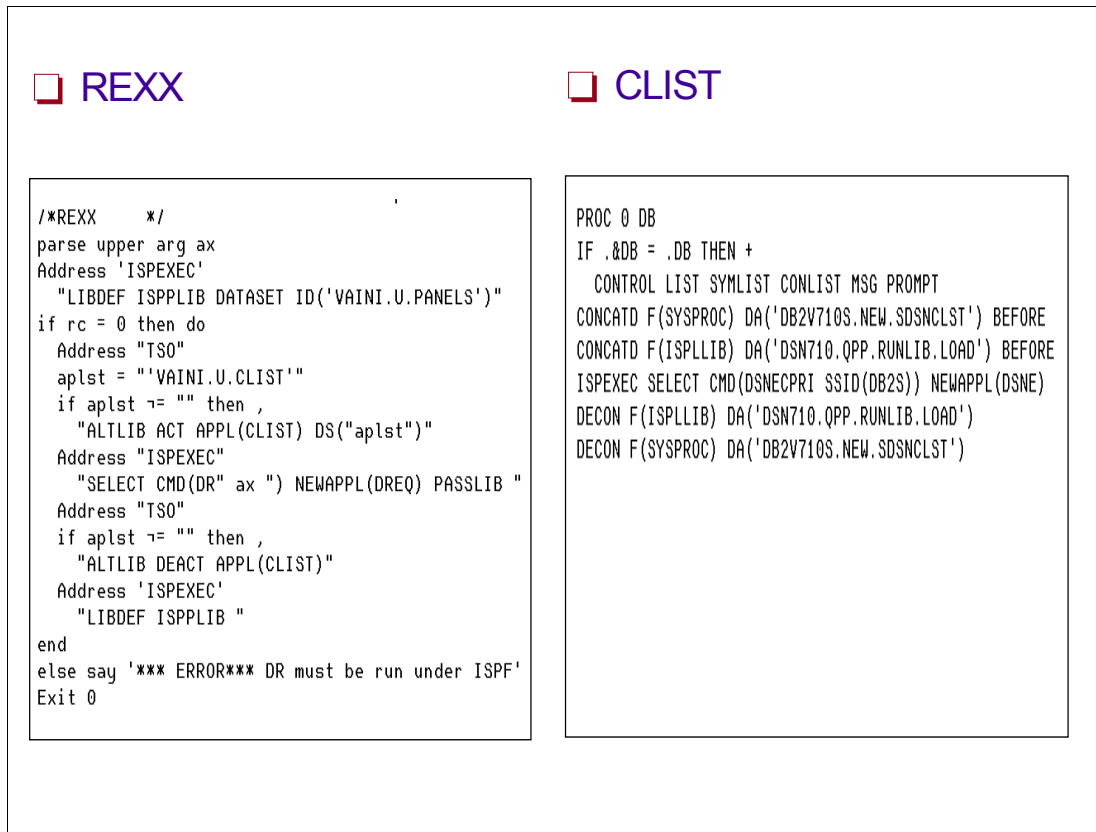 REXX
/*REXX     */
parse upper arg ax
Address 'ISPEXEC'
  "LIBDEF ISPPLIB DATASET ID('VAINI.U.PANELS')"
if rc = 0 then do
  Address "TSO"
  aplst = "'VAINI.U.CLIST'"
  if aplst ¬= "" then ,
    "ALTLIB ACT APPL(CLIST) DS("aplst")"
  Address "ISPEXEC"
    "SELECT CMD(DR" ax ") NEWAPPL(DREQ) PASSLIB "
  Address "TSO"
  if aplst ¬= "" then ,
    "ALTLIB DEACT APPL(CLIST)"
  Address 'ISPEXEC'
    "LIBDEF ISPPLIB "
end
else say '*** ERROR*** DR must be run under ISPF'
Exit 0
CLIST
PROC 0 DB
IF .&DB = .DB THEN +
  CONTROL LIST SYMLIST CONLIST MSG PROMPT
CONCATD F(SYSPROC) DA('DB2V710S.NEW.SDSNCLST') BEFORE
CONCATD F(ISPLLIB) DA('DSN710.QPP.RUNLIB.LOAD') BEFORE
ISPEXEC SELECT CMD(DSNECPRI SSID(DB2S)) NEWAPPL(DSNE)
DECON F(ISPLLIB) DA('DSN710.QPP.RUNLIB.LOAD')
DECON F(SYSPROC) DA('DB2V710S.NEW.SDSNCLST')